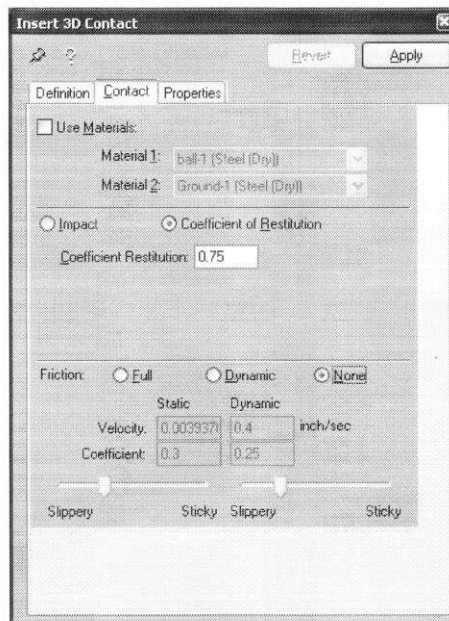 Insert 3D Contact
?
Revert Apply
Definition Contact Properties
Use Materials:
Material 1: ball-1 (Steel (Dry))
Material 2: Ground-1 (Steel (Dry))
Impact Coefficient of Restitution
Coefficient Restitution: 0.75
Friction: Full Dynamic None
Static Dynamic
Velocity: 0.003937( 0.4 inch/sec
Coefficient: 0.3 0.25
Slippery Sticky Slippery Sticky